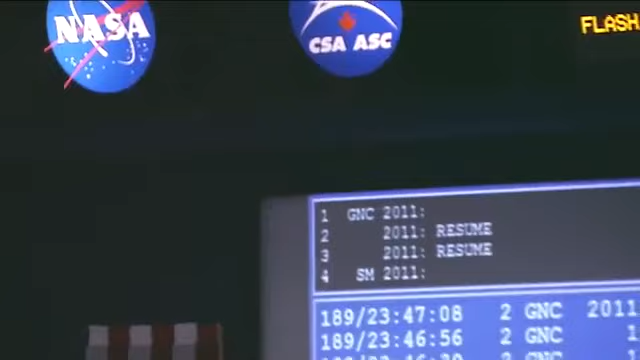 NASA
CSA ASC
FLASH
1 GNC 2011:
2 2011: RESUME
3 2011: RESUME
4 SM 2011:
189/23:47:08 2 GNC 2011
189/23:46:56 2 GNC 1